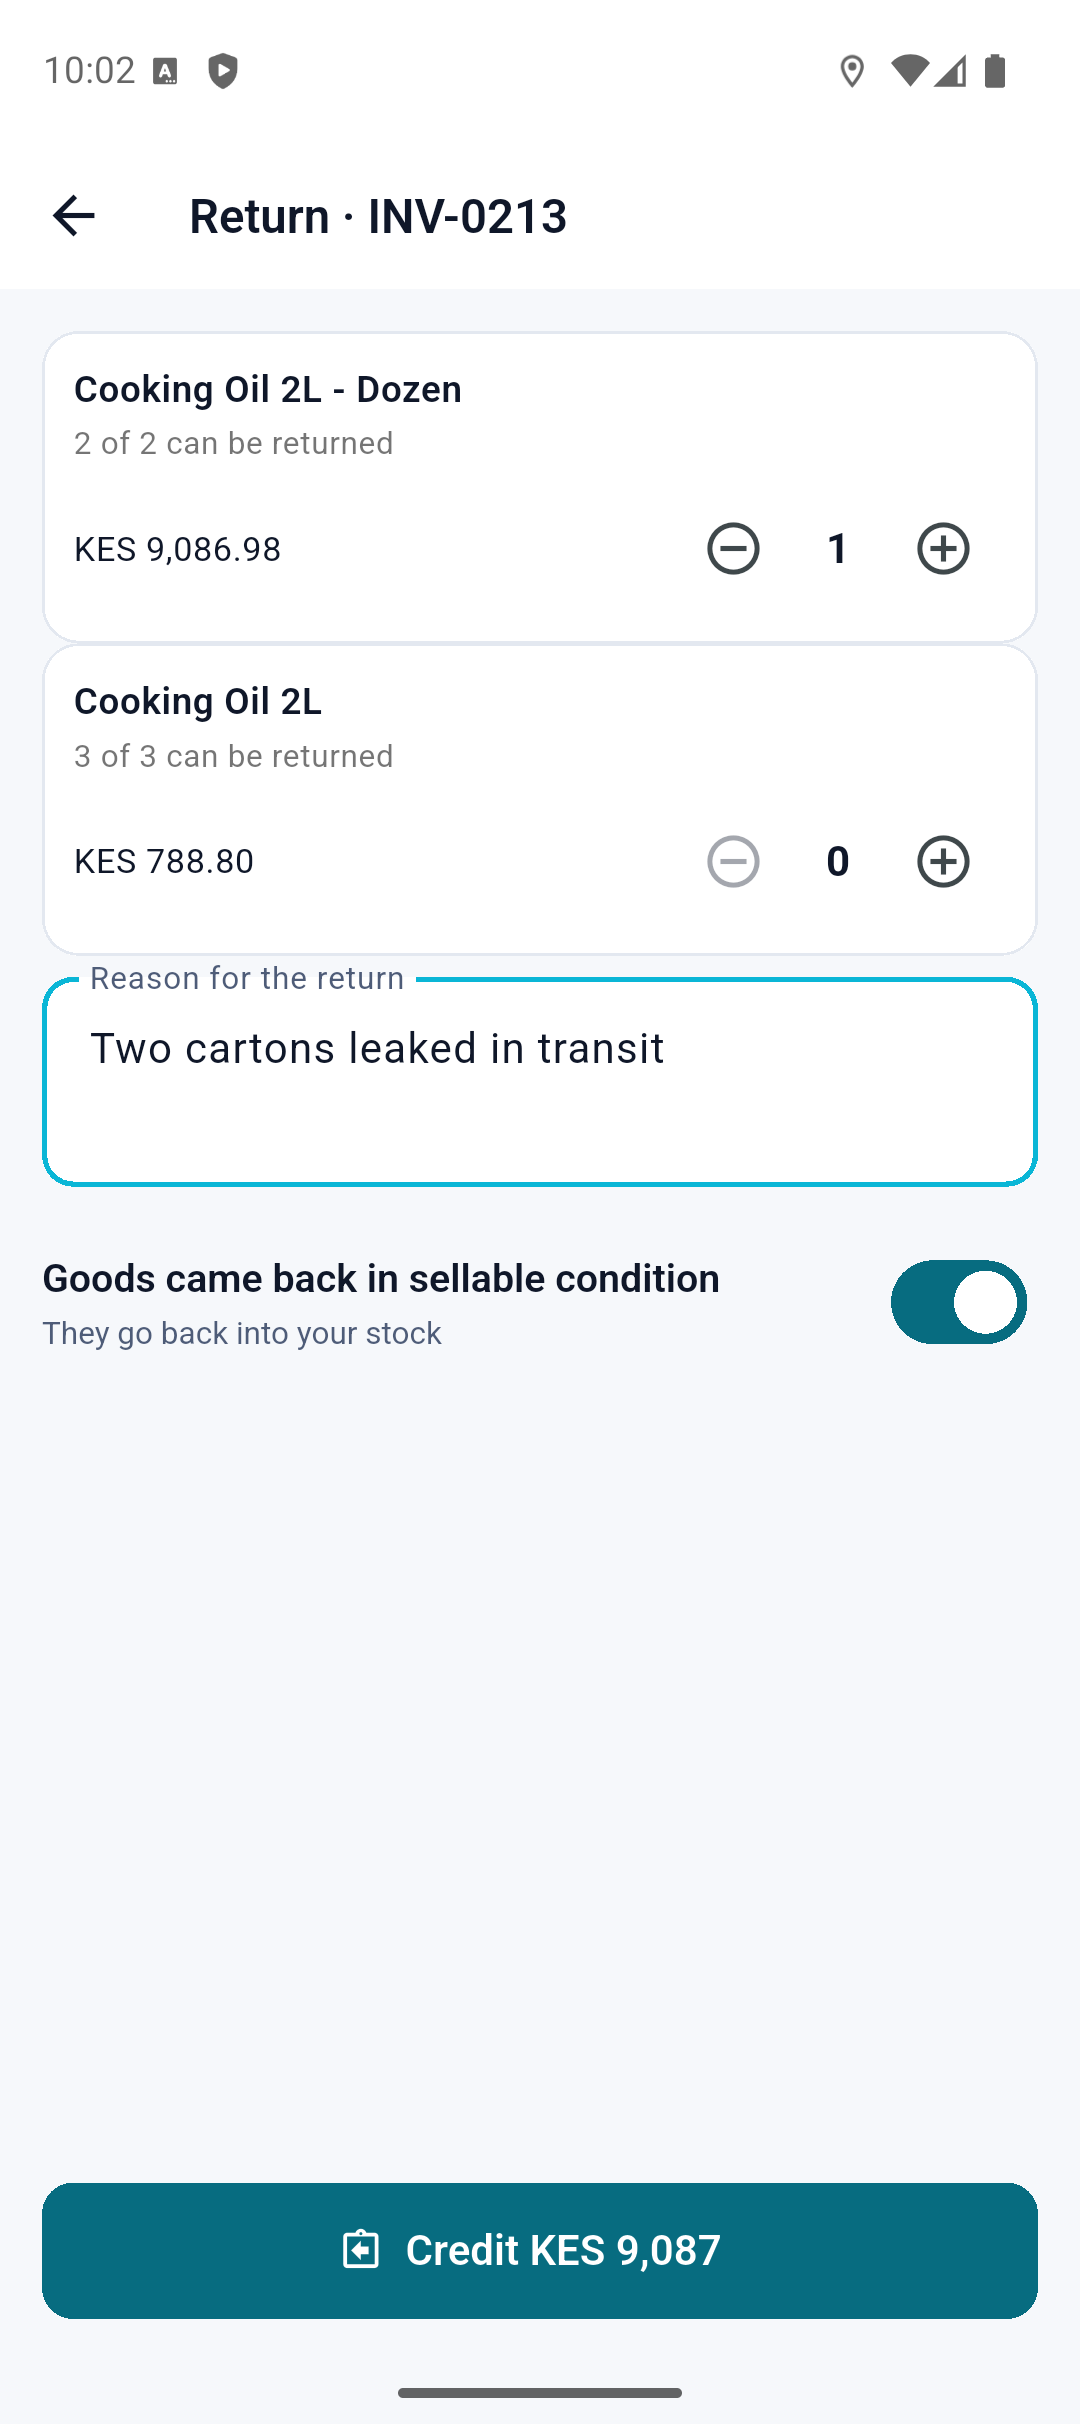 10:02
Return · INV-0213
Cooking Oil 2L - Dozen
2 of 2 can be returned
KES 9,086.98
1
Cooking Oil 2L
3 of 3 can be returned
KES 788.80
0
Reason for the return
Two cartons leaked in transit
Goods came back in sellable condition
They go back into your stock
Credit KES 9,087